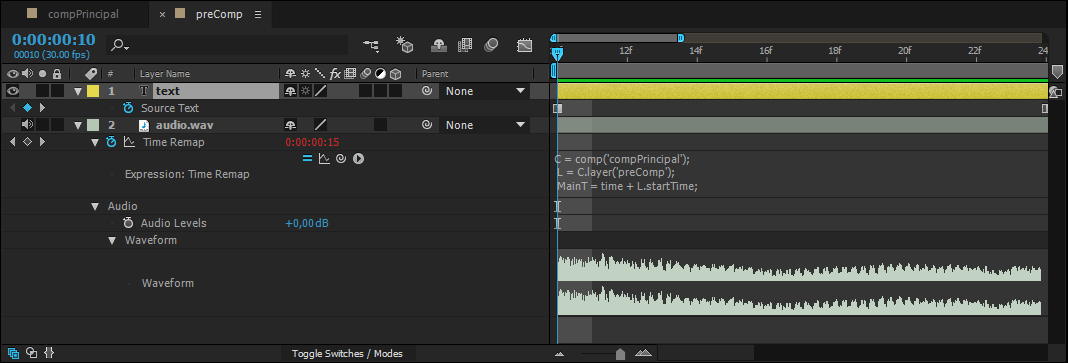 compPrincipal
× preComp
0:00:00:10
00010 (30.00 fps)
12f 14f 16f 18f 20f 22f 24
# Layer Name fx Parent
1 T text None
Source Text
2 audio.wav None
Time Remap 0:00:00:15
C = comp('compPrincipal');
L = C.layer('preComp');
Expression: Time Remap
MainT = time + L.startTime;
Audio
Audio Levels +0,00dB
Waveform
Waveform
Toggle Switches / Modes